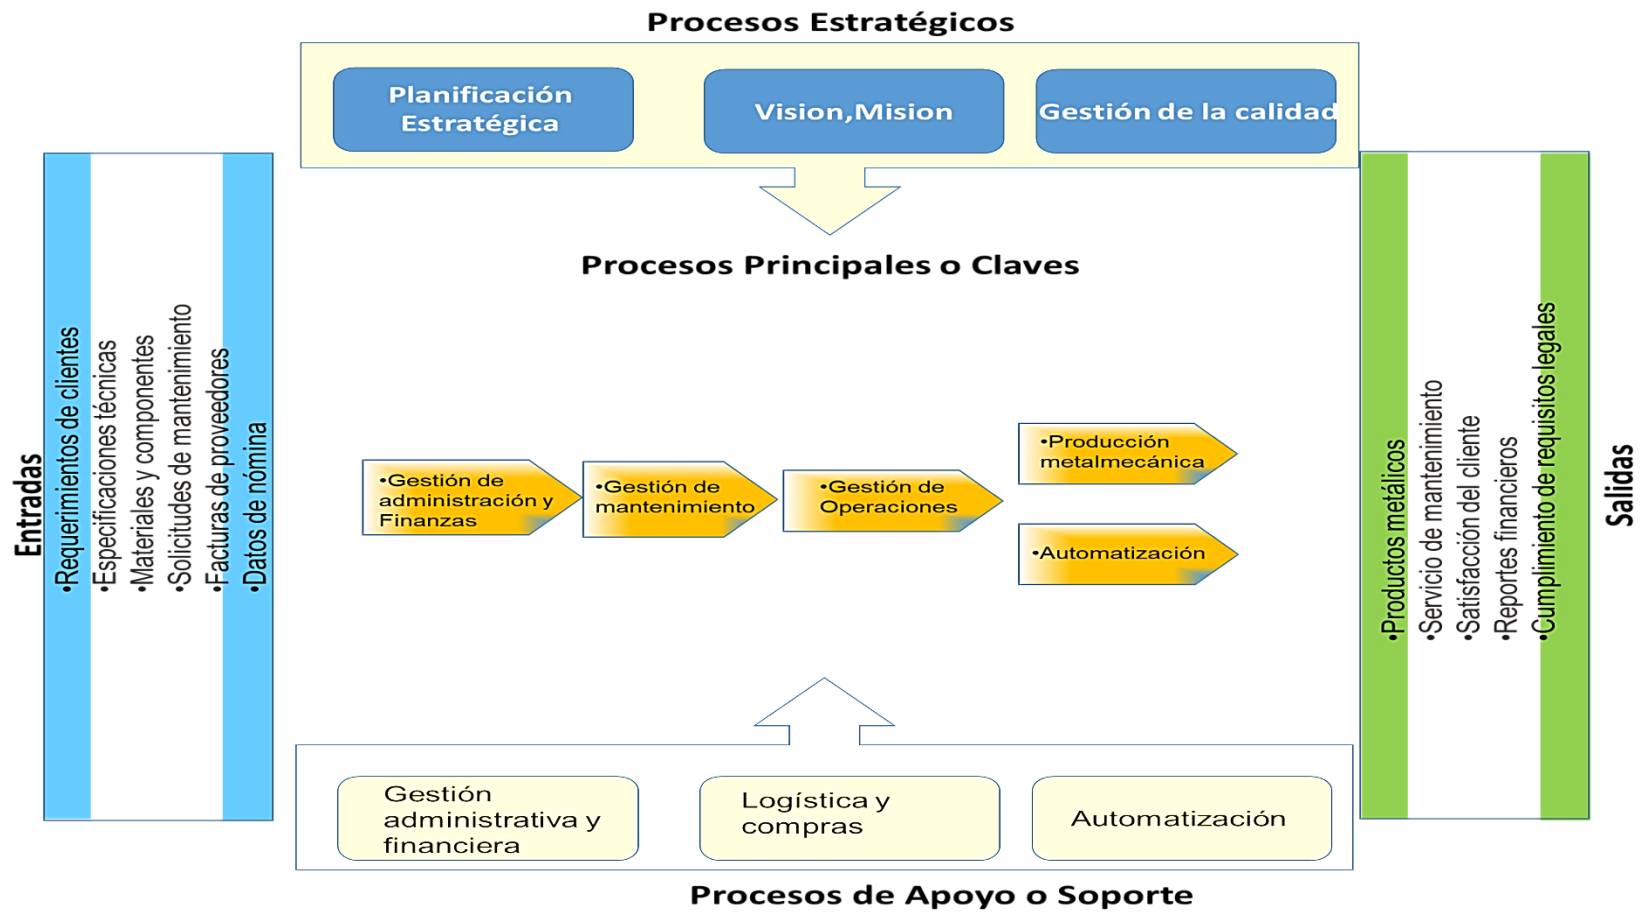 Procesos Estratégicos
Planificación
Estratégica
Vision,Mision
Gestión de la calidad
Entradas
•Requerimientos de clientes
•Especificaciones técnicas
•Materiales y componentes
•Solicitudes de mantenimiento
•Facturas de proveedores
•Datos de nómina
Procesos Principales o Claves
•Gestión de
administración y
Finanzas
•Gestión de
mantenimiento
•Gestión de
Operaciones
•Producción
metalmecánica
•Automatización
•Productos metálicos
•Servicio de mantenimiento
•Satisfacción del cliente
•Reportes financieros
•Cumplimiento de requisitos legales
Salidas
Gestión
administrativa y
financiera
Logística y
compras
Automatización
Procesos de Apoyo o Soporte